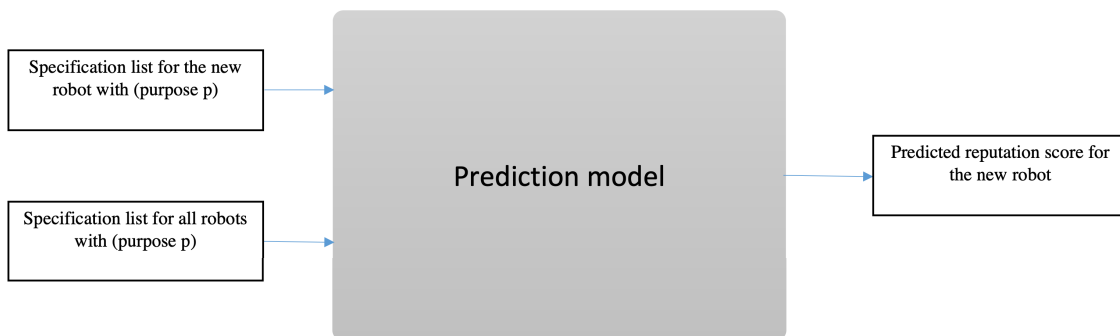 Specification list for the new
robot with (purpose p)
Specification list for all robots
with (purpose p)
Prediction model
Predicted reputation score for
the new robot